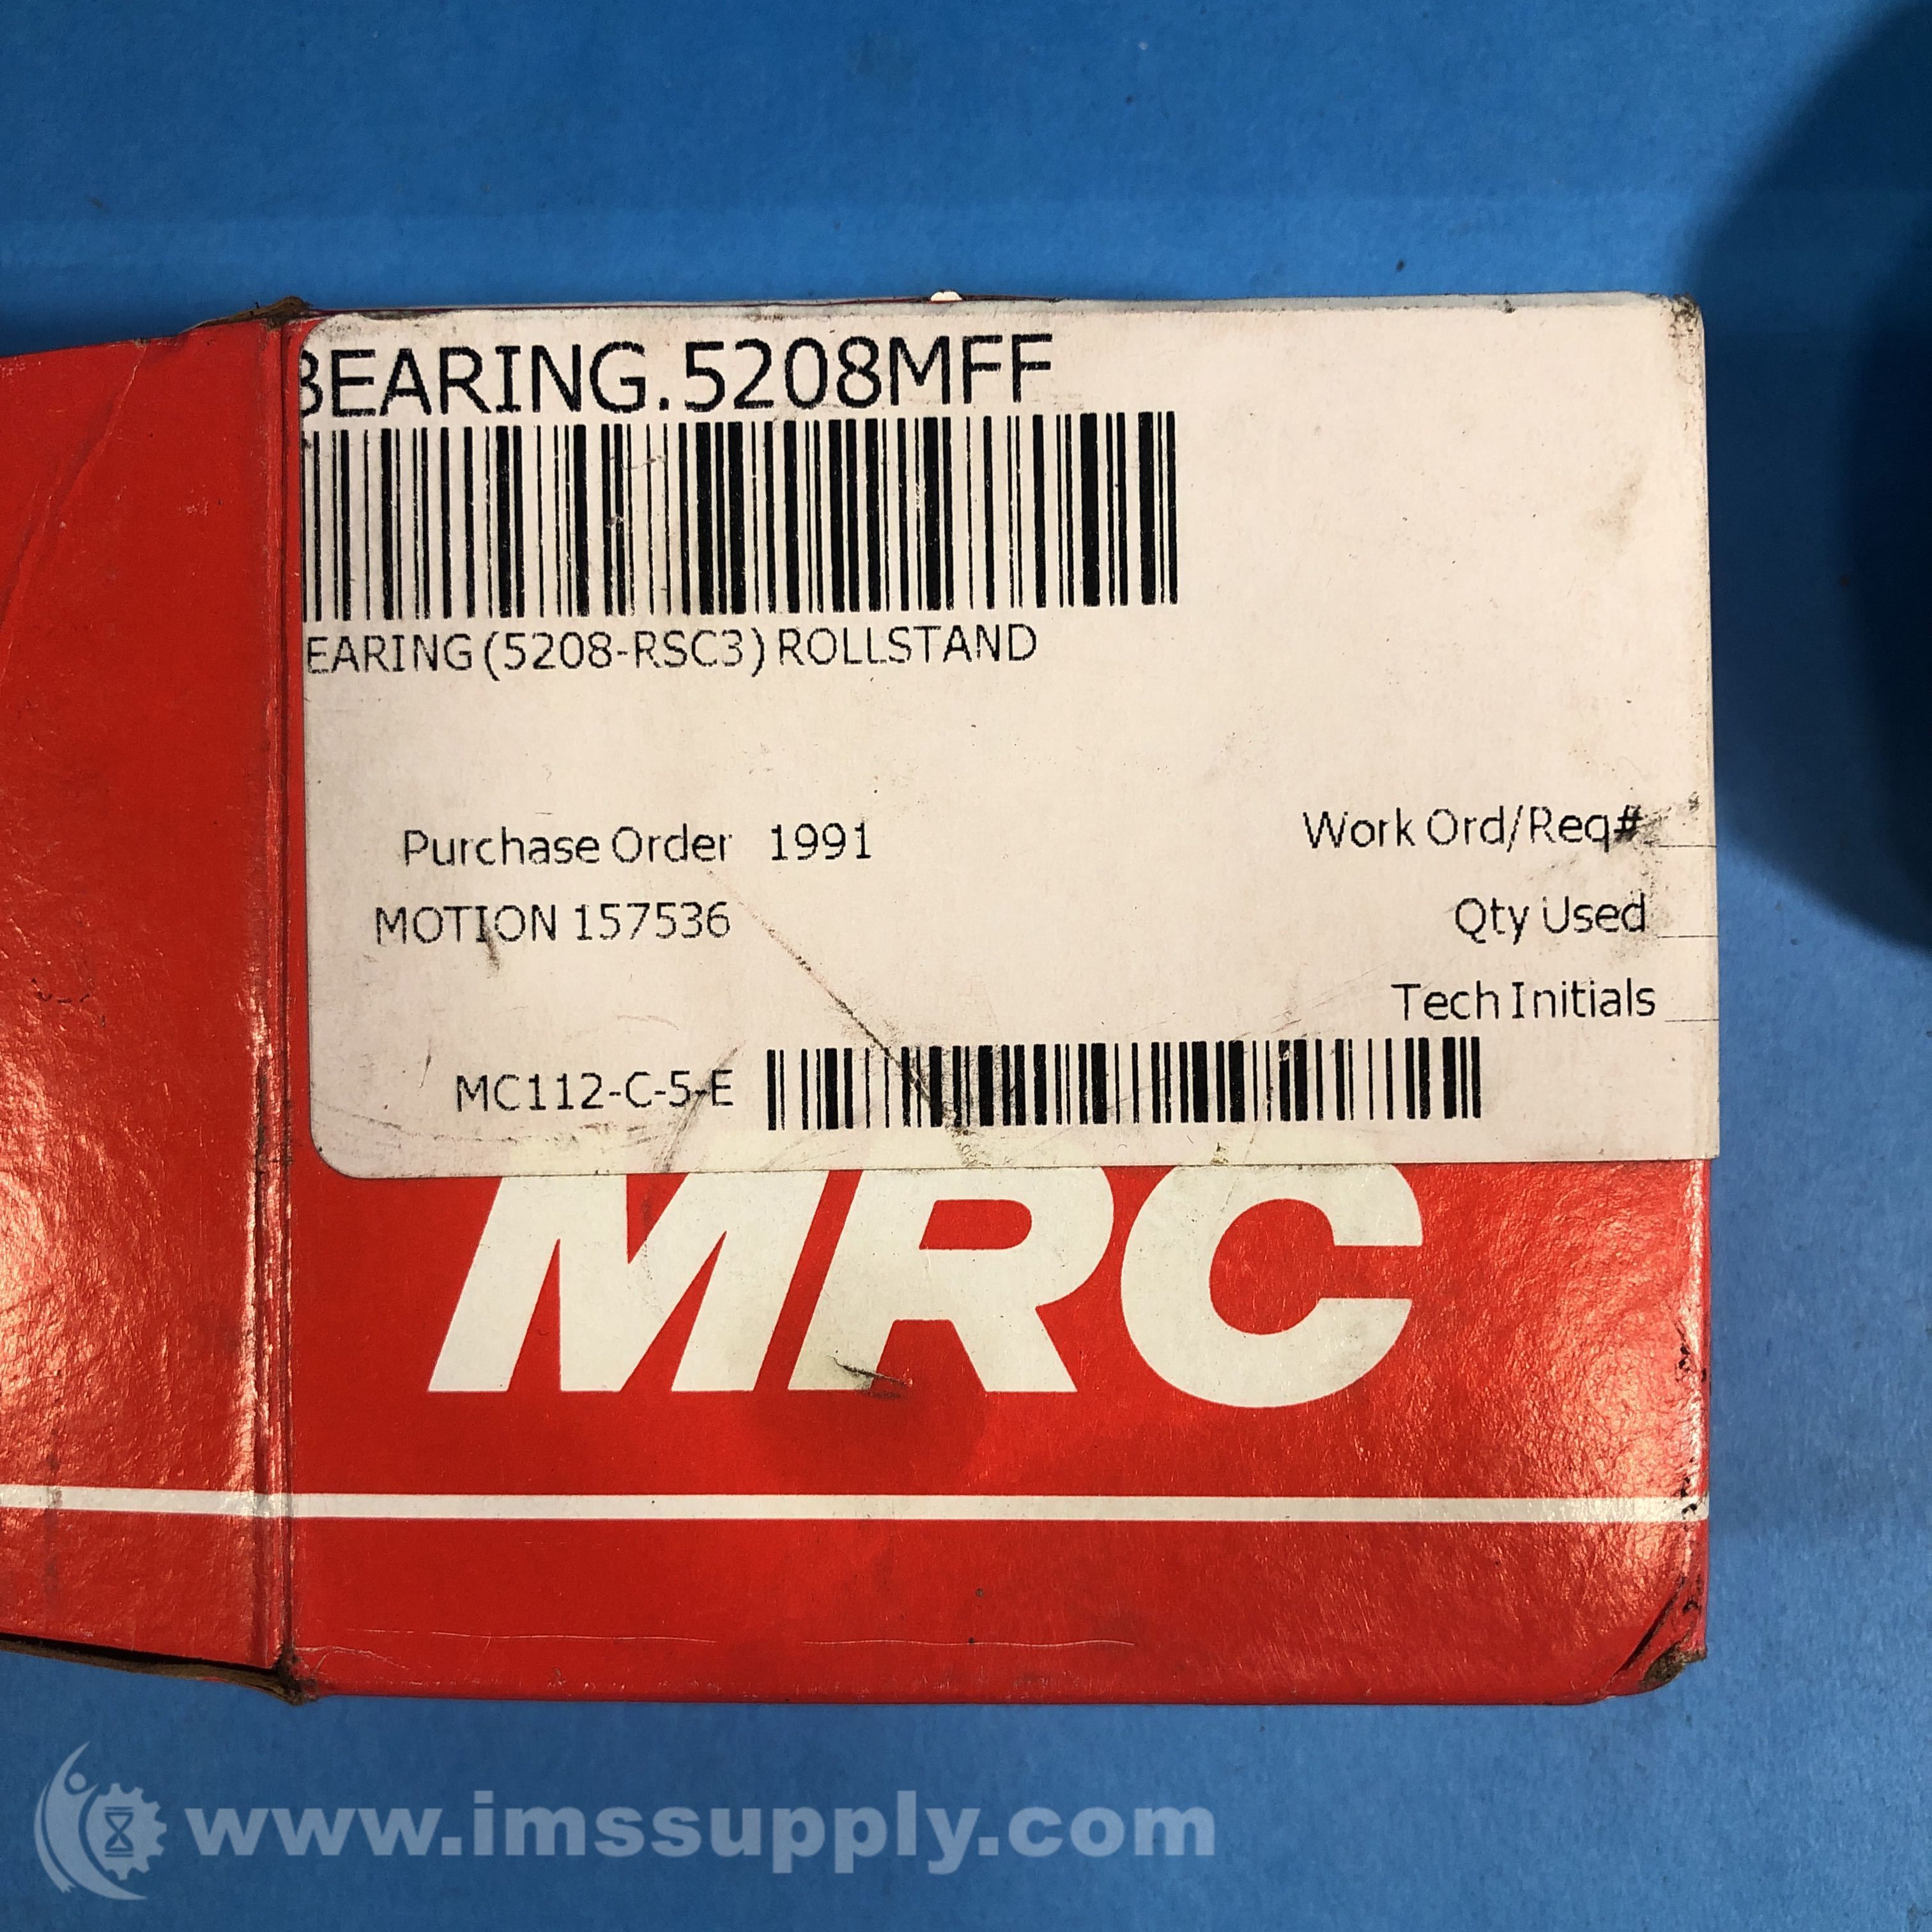 BEARING.5208MFF
EARING(5208-RSC3) ROLLSTAND
Purchase Order 1991
Work Ord/Req#
MOTION 157536
Qty Used
Tech Initials
MC112-C-5-E
MRC
www.imssupply.com